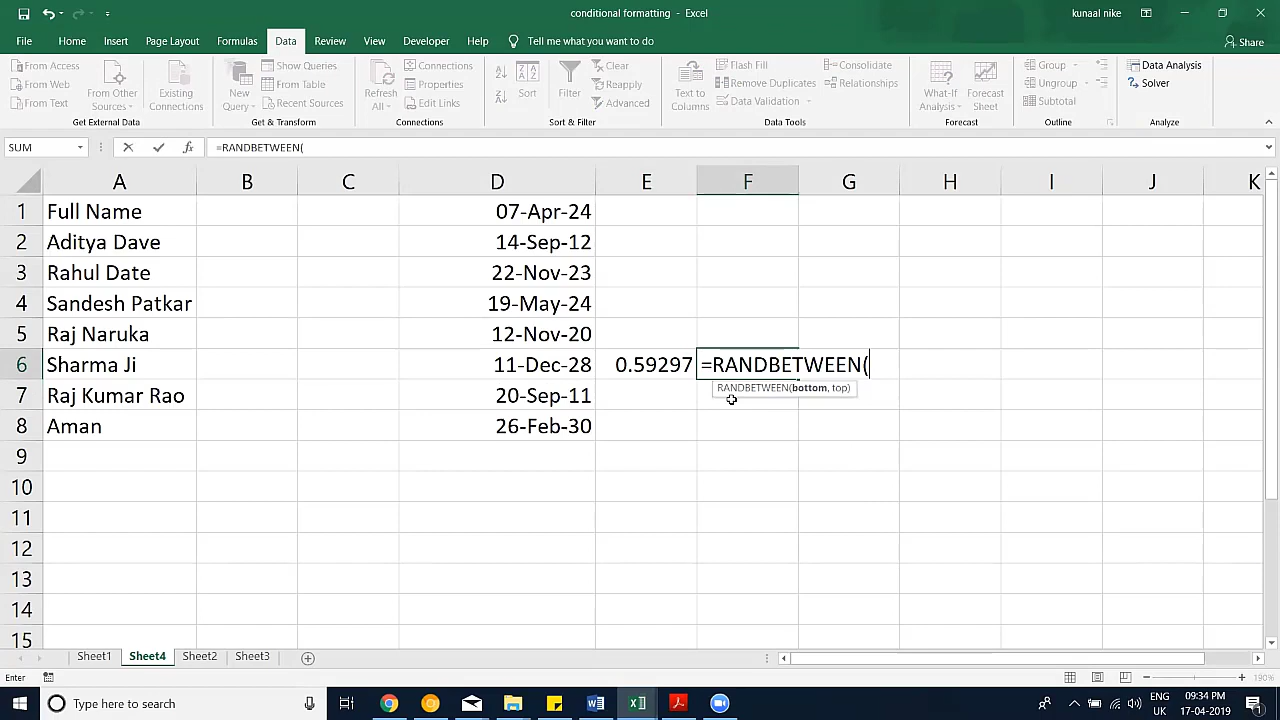 conditional formatting - Excel
kunaal nike
File Home Insert Page Layout Formulas Data Review View Developer Help Tell me what you want to do Share
From Access
From Web
From Text
From Other Sources
Existing Connections
Get External Data
New Query
Show Queries
From Table
Recent Sources
Get & Transform
Refresh All
Connections
Properties
Edit Links
Connections
Sort
Filter
Clear
Reapply
Advanced
Sort & Filter
Text to Columns
Flash Fill
Remove Duplicates
Data Validation
Consolidate
Relationships
Data Tools
What-If Analysis
Forecast Sheet
Forecast
Group
Ungroup
Subtotal
Outline
Data Analysis
Solver
Analyze
SUM fx =RANDBETWEEN(
A B C D E F G H I J K
1 Full Name 07-Apr-24
2 Aditya Dave 14-Sep-12
3 Rahul Date 22-Nov-23
4 Sandesh Patkar 19-May-24
5 Raj Naruka 12-Nov-20
6 Sharma Ji 11-Dec-28 0.59297 =RANDBETWEEN(
RANDBETWEEN(bottom, top)
7 Raj Kumar Rao 20-Sep-11
8 Aman 26-Feb-30
9
10
11
12
13
14
15
Sheet1 Sheet4 Sheet2 Sheet3
Enter 190%
Type here to search
ENG 09:34 PM
UK 17-04-2019